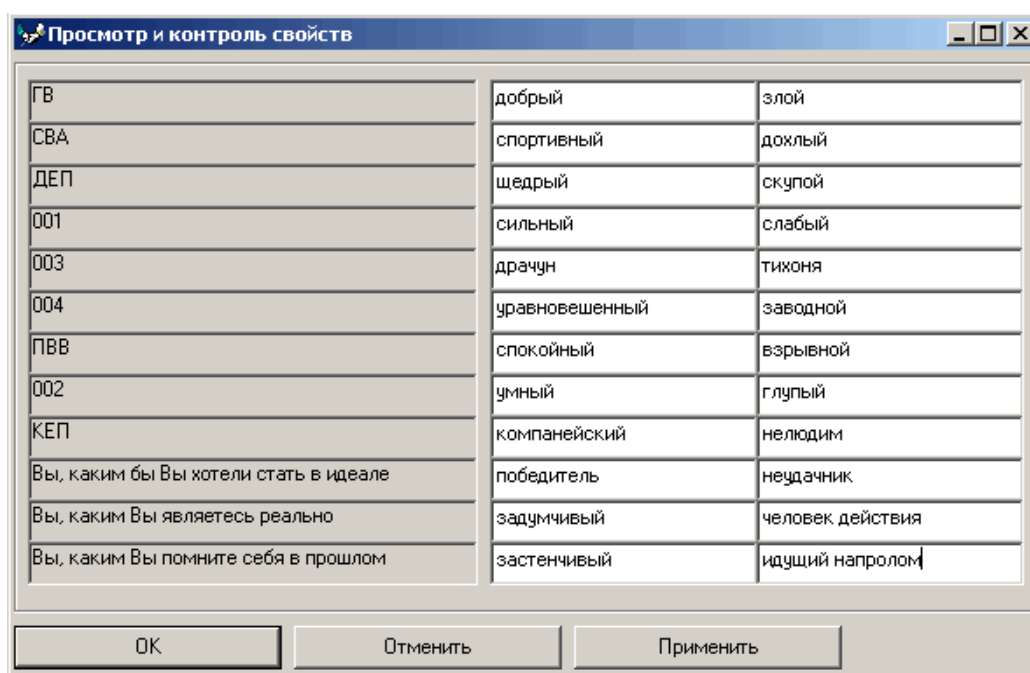 Просмотр и контроль свойств
ГВ добрый злой
СВА спортивный дохлый
ДЕП щедрый скупой
001 сильный слабый
003 драчун тихоня
004 уравновешенный заводной
ПВВ спокойный взрывной
002 умный глупый
КЕП компанейский нелюдим
Вы, каким бы Вы хотели стать в идеале победитель неудачник
Вы, каким Вы являетесь реально задумчивый человек действия
Вы, каким Вы помните себя в прошлом застенчивый идущий напролом
OK Отменить Применить